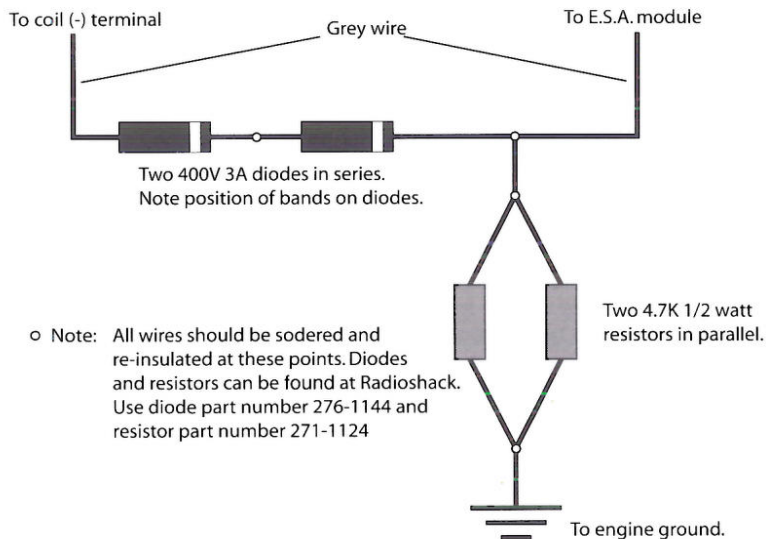 To coil (-) terminal
Grey wire
To E.S.A. module
Two 400V 3A diodes in series.
Note position of bands on diodes.
Two 4.7K 1/2 watt
resistors in parallel.
Note: All wires should be sodered and
re-insulated at these points. Diodes
and resistors can be found at Radioshack.
Use diode part number 276-1144 and
resistor part number 271-1124
To engine ground.